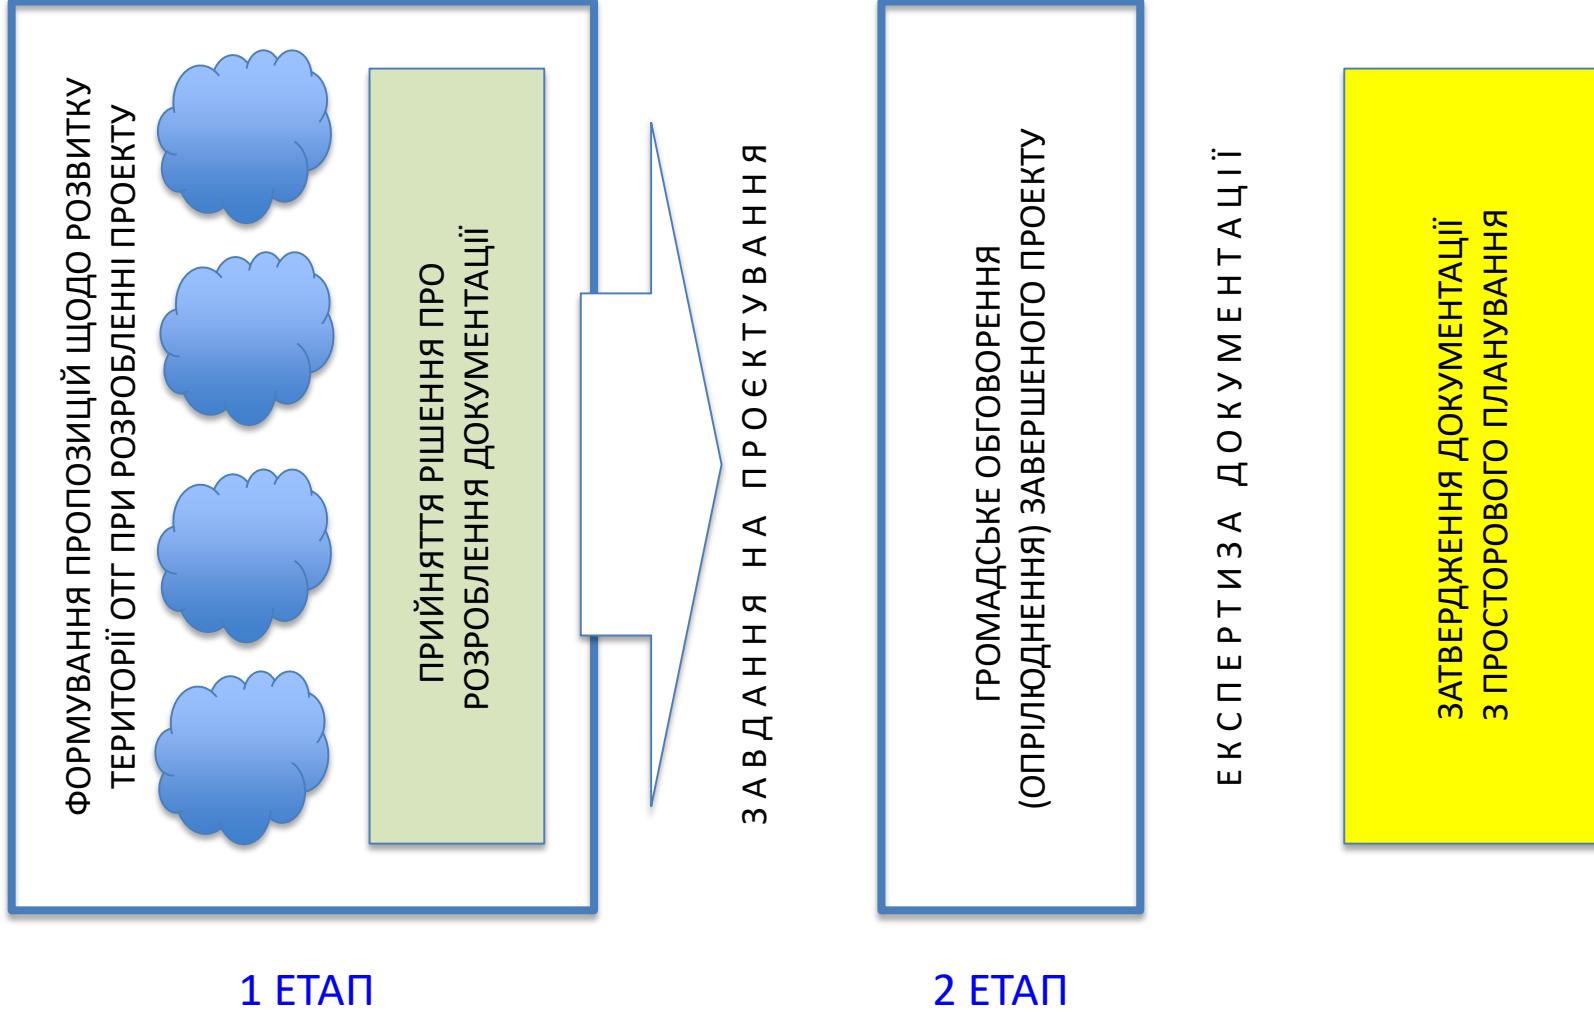 ФОРМУВАННЯ ПРОПОЗИЦІЙ ЩОДО РОЗВИТКУ
ТЕРИТОРІЇ ОТГ ПРИ РОЗРОБЛЕННІ ПРОЕКТУ
ПРИЙНЯТТЯ РІШЕННЯ ПРО
РОЗРОБЛЕННЯ ДОКУМЕНТАЦІЇ
ЗАВДАННЯ НА ПРОЄКТУВАННЯ
ГРОМАДСЬКЕ ОБГОВОРЕННЯ
(ОПРІЛЮДНЕННЯ) ЗАВЕРШЕНОГО ПРОЕКТУ
ЕКСПЕРТИЗА ДОКУМЕНТАЦІЇ
ЗАТВЕРДЖЕННЯ ДОКУМЕНТАЦІЇ
З ПРОСТОРОВОГО ПЛАНУВАННЯ
1 ЕТАП
2 ЕТАП